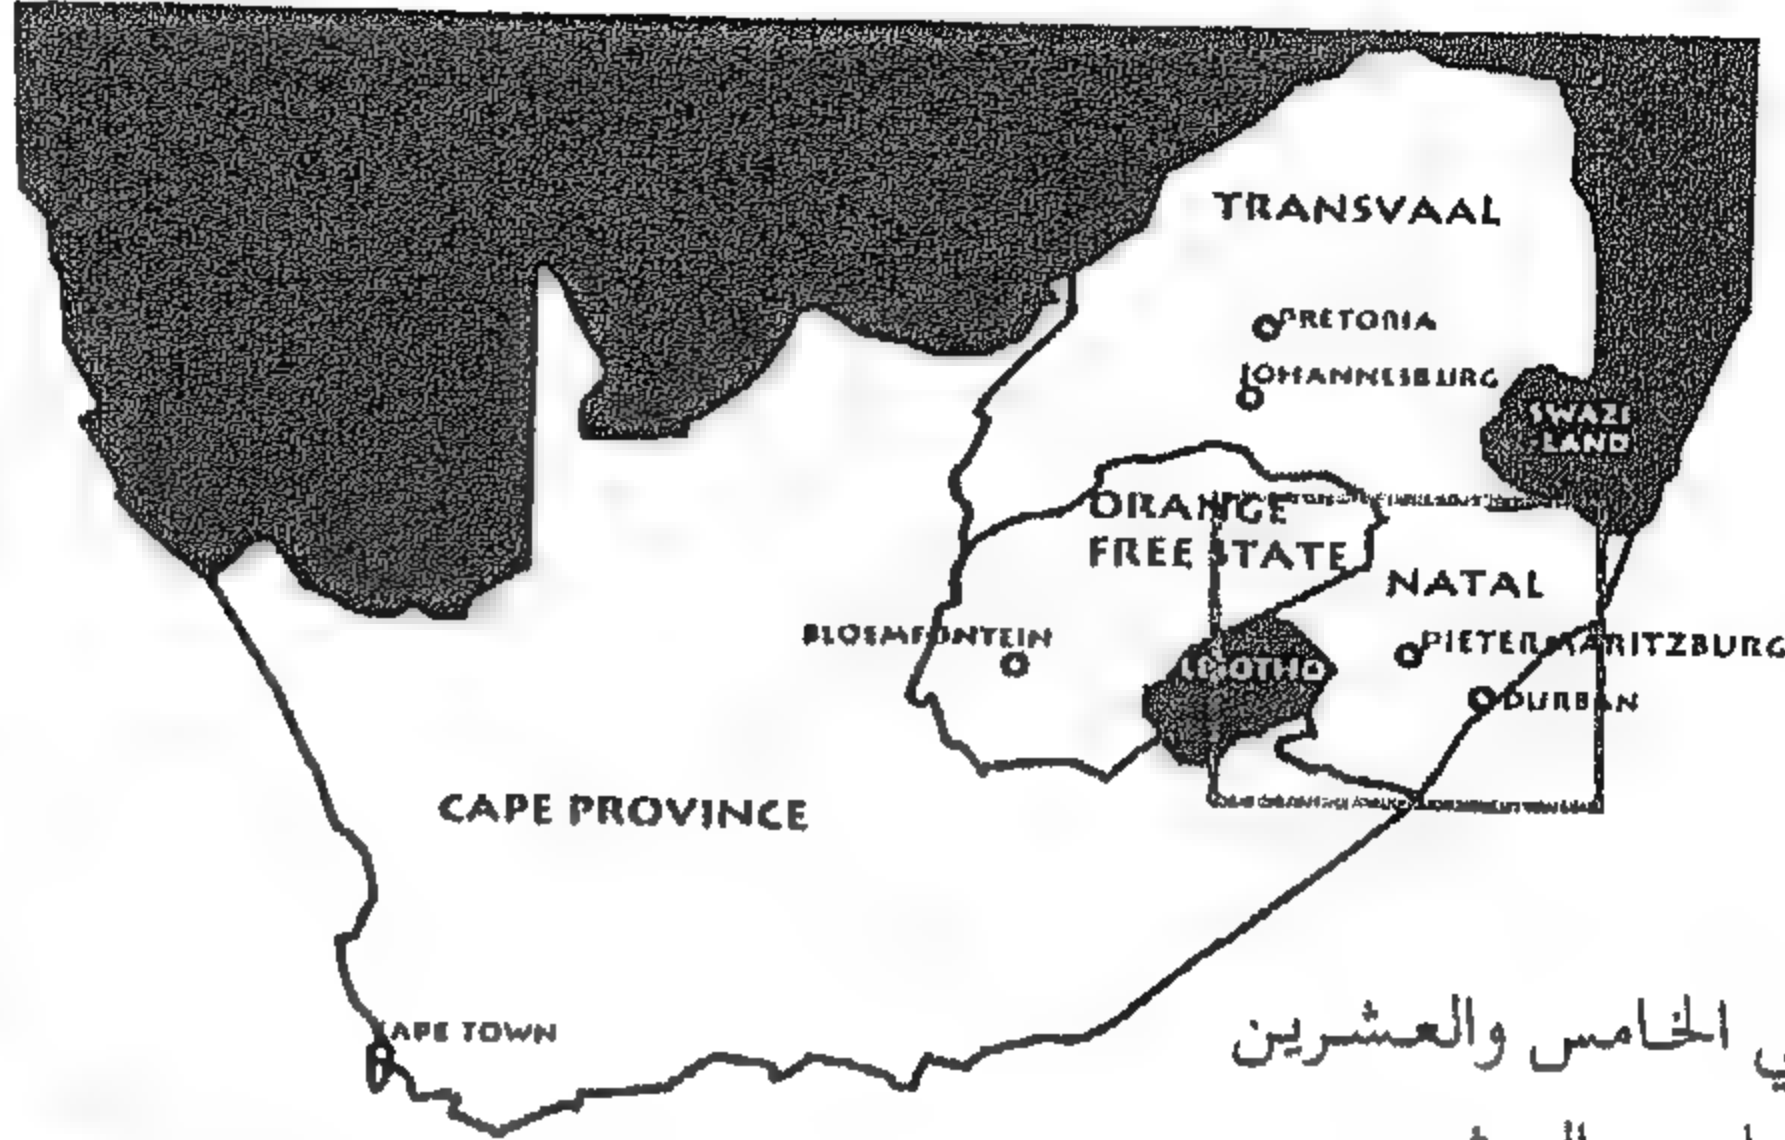 TRANSVAAL
PRETORIA
JOHANNESBURG
SWAZI
-LAND
ORANGE
FREE STATE
NATAL
BLOEMFONTEIN
PIETERMARITZBURG
LESOTHO
DURBAN
CAPE PROVINCE
CAPE TOWN
الخامس والعشرين